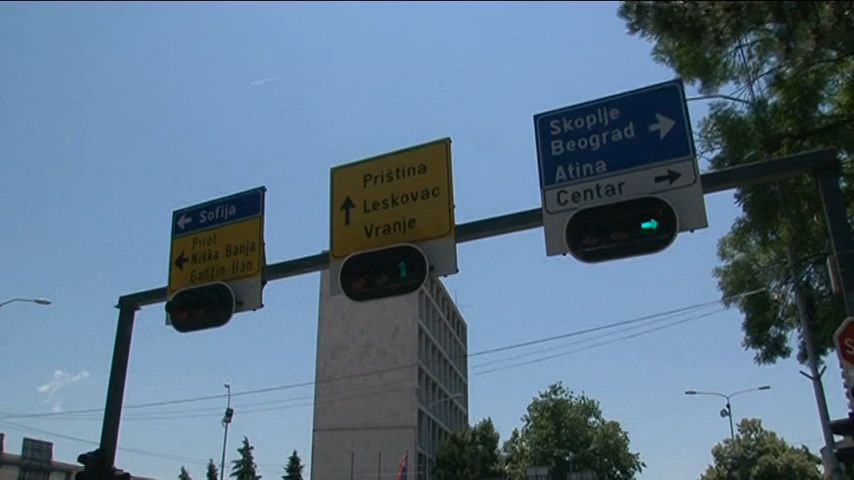 Sofija
Pirot
Niška Banja
Gadžin Han
Priština
Leskovac
Vranje
Skoplje
Beograd
Atina
Centar
S